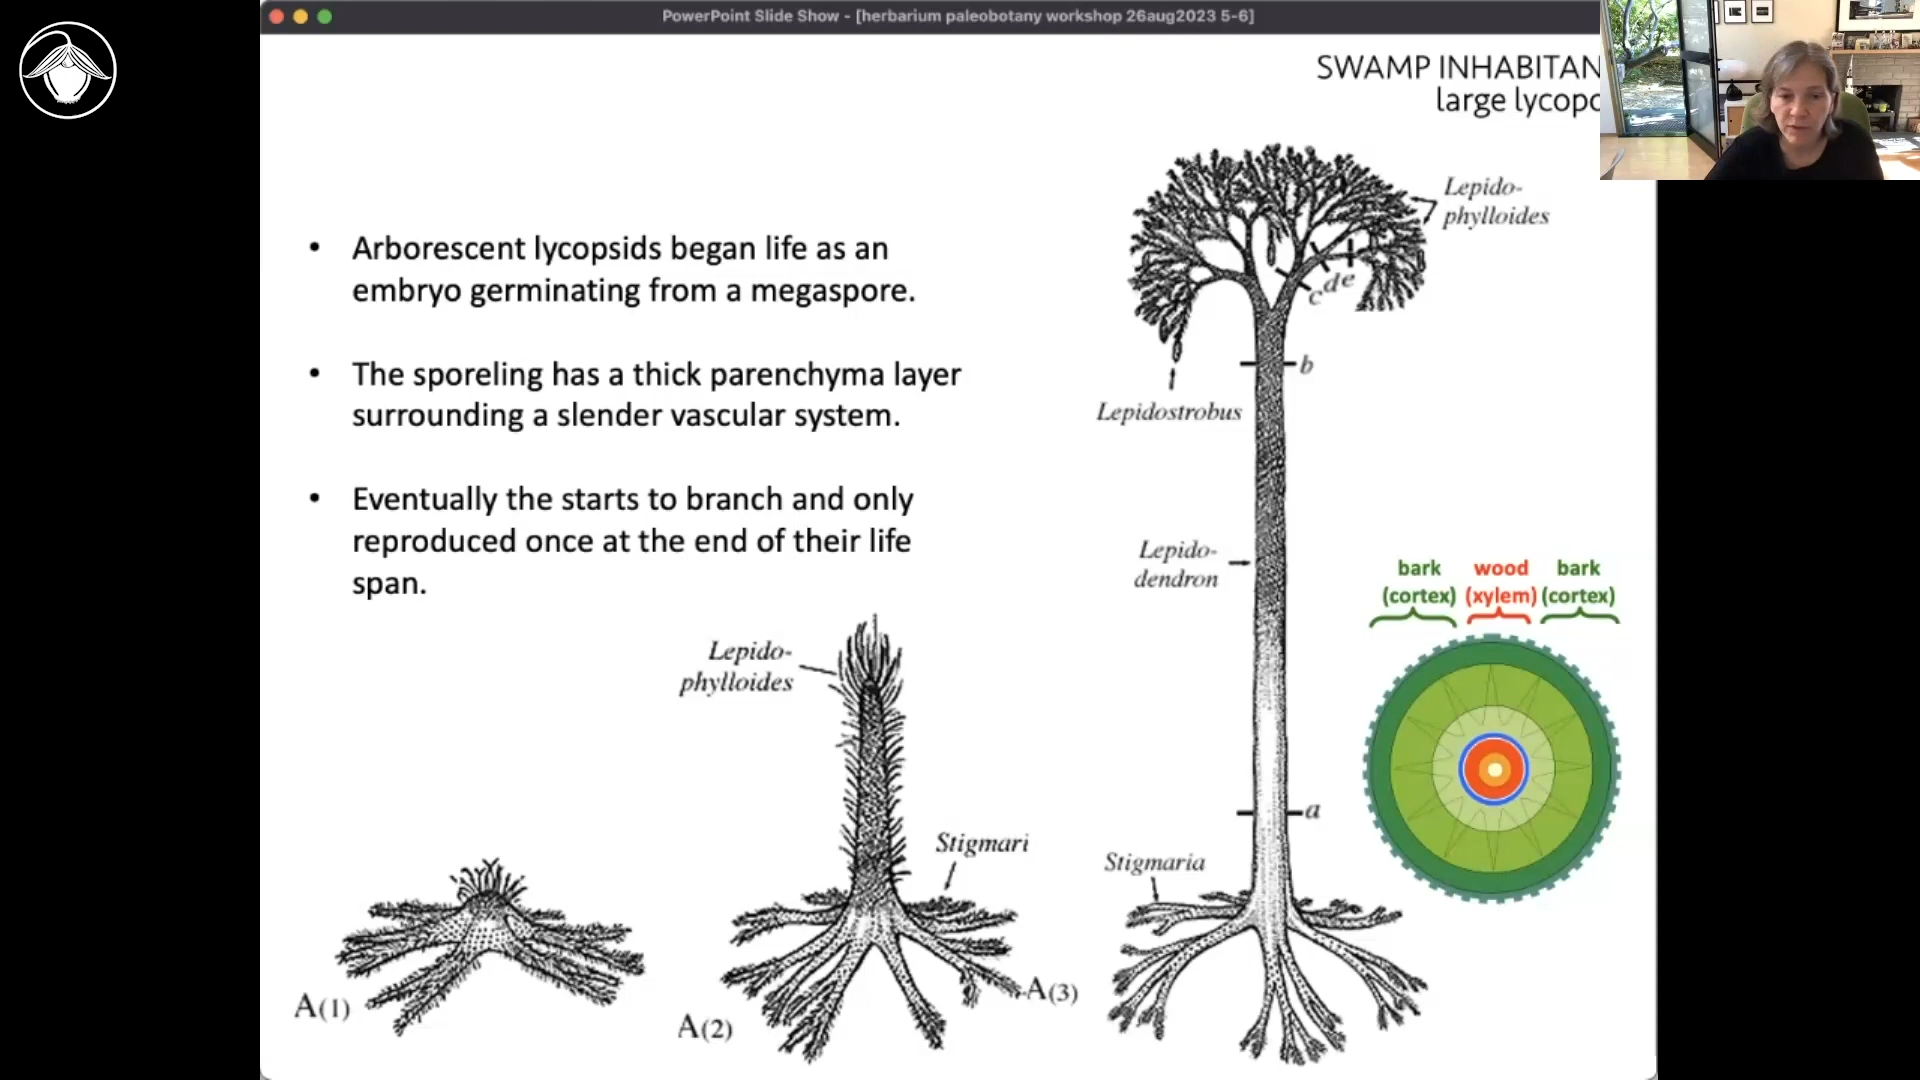 PowerPoint Slide Show - [herbarium paleobotany workshop 26aug2023 5-6]
SWAMP INHABITAN
large lycopo
• Arborescent lycopsids began life as an
embryo germinating from a megaspore.
• The sporeling has a thick parenchyma layer
surrounding a slender vascular system.
• Eventually the starts to branch and only
reproduced once at the end of their life
span.
Lepido-
phylloides
c d e
b
Lepidostrobus
Lepido-
dendron
a
Stigmaria
bark wood bark
(cortex) (xylem) (cortex)
Lepido-
phylloides
Stigmari
A(1)
A(2)
A(3)